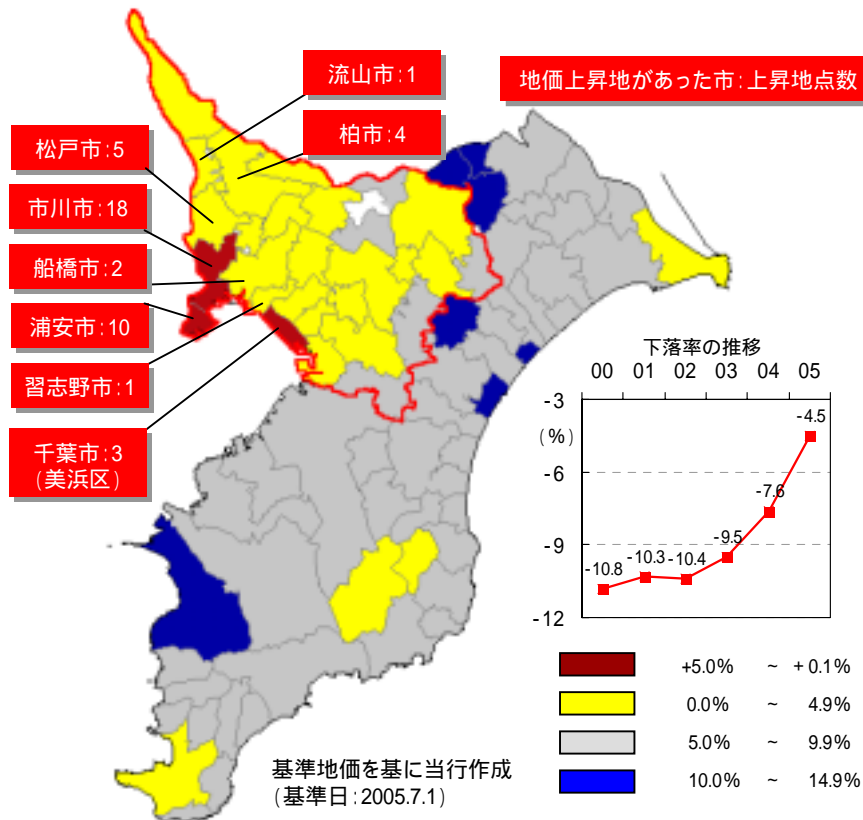 流山市:1
地価上昇地があった市:上昇地点数
柏市:4
松戸市:5
市川市:18
船橋市:2
浦安市:10
習志野市:1
千葉市:3
(美浜区)
下落率の推移
00 01 02 03 04 05
-3
(%)
-6
-9
-12
-10.8
-10.3
-10.4
-9.5
-7.6
-4.5
+5.0% ~ +0.1%
0.0% ~ 4.9%
5.0% ~ 9.9%
10.0% ~ 14.9%
基準地価を基に当行作成
(基準日:2005.7.1)